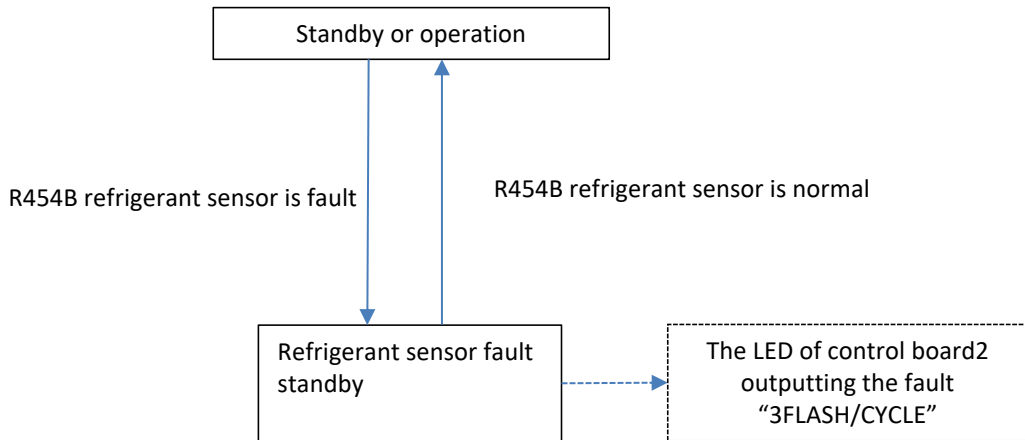 Standby or operation
R454B refrigerant sensor is fault
R454B refrigerant sensor is normal
Refrigerant sensor fault
standby
The LED of control board2
outputting the fault
“3FLASH/CYCLE”